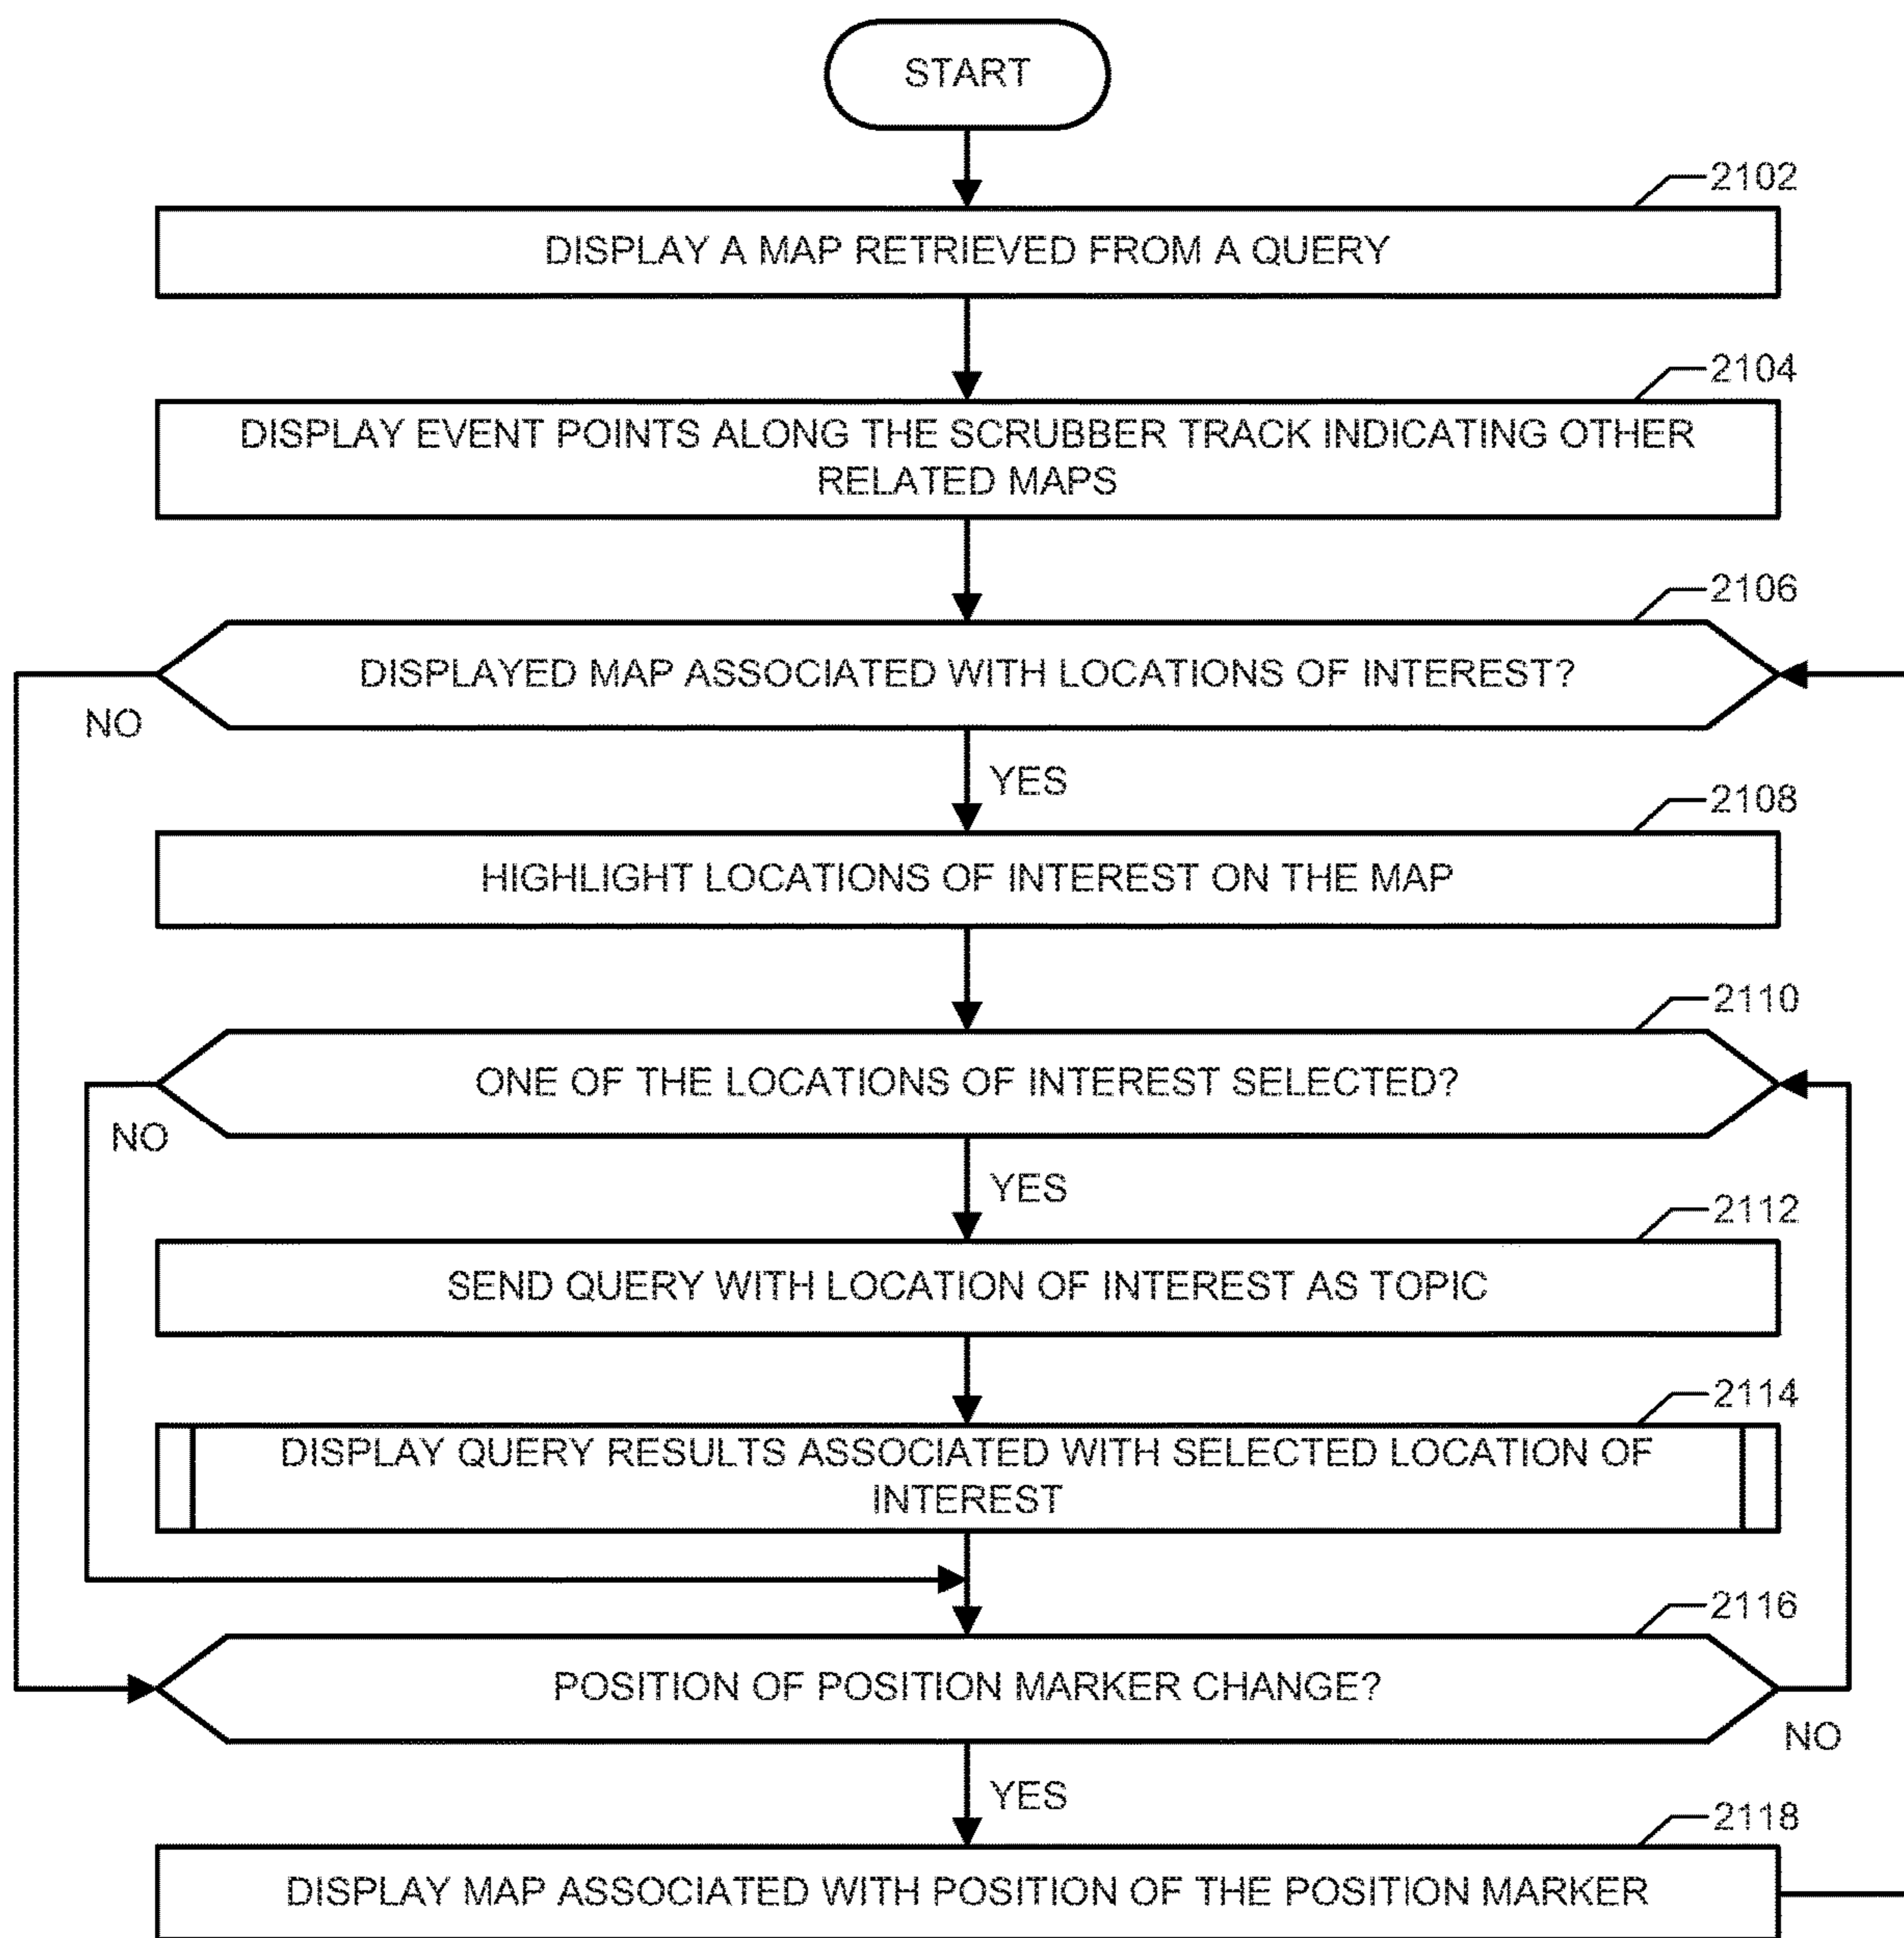 START
2102
DISPLAY A MAP RETRIEVED FROM A QUERY
2104
DISPLAY EVENT POINTS ALONG THE SCRUBBER TRACK INDICATING OTHER
RELATED MAPS
2106
DISPLAYED MAP ASSOCIATED WITH LOCATIONS OF INTEREST?
NO
YES
2108
HIGHLIGHT LOCATIONS OF INTEREST ON THE MAP
2110
ONE OF THE LOCATIONS OF INTEREST SELECTED?
NO
YES
2112
SEND QUERY WITH LOCATION OF INTEREST AS TOPIC
2114
DISPLAY QUERY RESULTS ASSOCIATED WITH SELECTED LOCATION OF
INTEREST
2116
POSITION OF POSITION MARKER CHANGE?
NO
YES
2118
DISPLAY MAP ASSOCIATED WITH POSITION OF THE POSITION MARKER